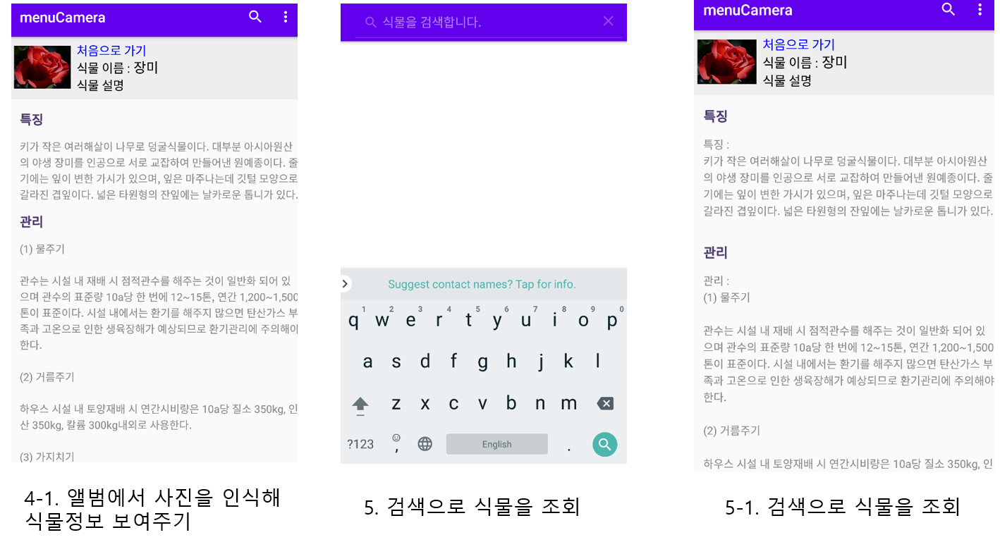 menuCamera
처음으로 가기
식물 이름 : 장미
식물 설명
특징
키가 작은 여러해살이 나무로 덩굴식물이다. 대부분 아시아원산
의 야생 장미를 인공으로 서로 교잡하여 만들어낸 원예종이다. 줄
기에는 잎이 변한 가시가 있으며, 잎은 마주나는데 깃털 모양으로
갈라진 겹잎이다. 넓은 타원형의 잔잎에는 날카로운 톱니가 있다.
관리
(1) 물주기
관수는 시설 내 재배 시 점적관수를 해주는 것이 일반화 되어 있
으며 관수의 표준량 10a당 한 번에 12~15톤, 연간 1,200~1,500
톤이 표준이다. 시설 내에서는 환기를 해주지 않으면 탄산가스 부
족과 고온으로 인한 생육장해가 예상되므로 환기관리에 주의해야
한다.
(2) 거름주기
하우스 시설 내 토양재배 시 연간시비량은 10a당 질소 350kg, 인
산 350kg, 칼륨 300kg내외로 사용한다.
(3) 가지치기
4-1. 앨범에서 사진을 인식해
식물정보 보여주기
식물을 검색합니다.
Suggest contact names? Tap for info.
1 2 3 4 5 6 7 8 9 0
q w e r t y u i o p
a s d f g h j k l
z x c v b n m
?123 , English .
5. 검색으로 식물을 조회
menuCamera
처음으로 가기
식물 이름 : 장미
식물 설명
특징
특징 :
키가 작은 여러해살이 나무로 덩굴식물이다. 대부분 아시아원산
의 야생 장미를 인공으로 서로 교잡하여 만들어낸 원예종이다. 줄
기에는 잎이 변한 가시가 있으며, 잎은 마주나는데 깃털 모양으로
갈라진 겹잎이다. 넓은 타원형의 잔잎에는 날카로운 톱니가 있다.
관리
관리 :
(1) 물주기
관수는 시설 내 재배 시 점적관수를 해주는 것이 일반화 되어 있
으며 관수의 표준량 10a당 한 번에 12~15톤, 연간 1,200~1,500
톤이 표준이다. 시설 내에서는 환기를 해주지 않으면 탄산가스 부
족과 고온으로 인한 생육장해가 예상되므로 환기관리에 주의해야
한다.
(2) 거름주기
하우스 시설 내 토양재배 시 연간시비량은 10a당 질소 350kg, 인
5-1. 검색으로 식물을 조회